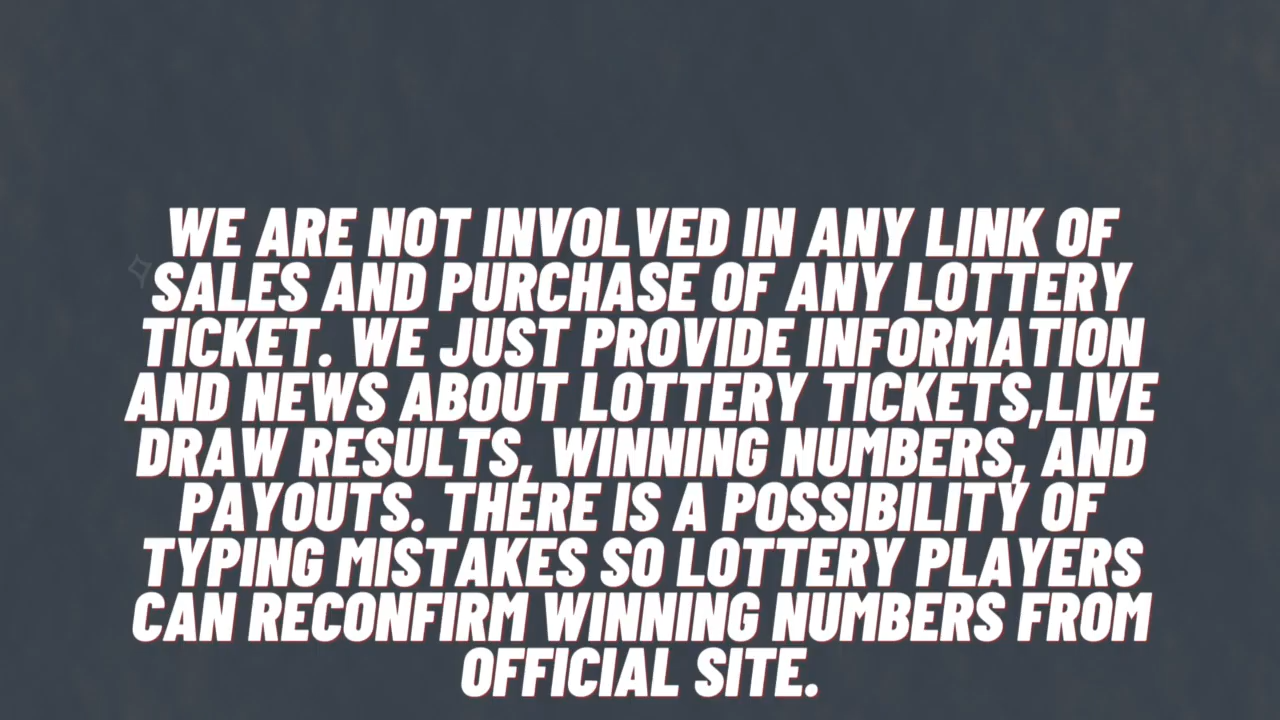 WE ARE NOT INVOLVED IN ANY LINK OF
SALES AND PURCHASE OF ANY LOTTERY
TICKET. WE JUST PROVIDE INFORMATION
AND NEWS ABOUT LOTTERY TICKETS,LIVE
DRAW RESULTS, WINNING NUMBERS, AND
PAYOUTS. THERE IS A POSSIBILITY OF
TYPING MISTAKES SO LOTTERY PLAYERS
CAN RECONFIRM WINNING NUMBERS FROM
OFFICIAL SITE.